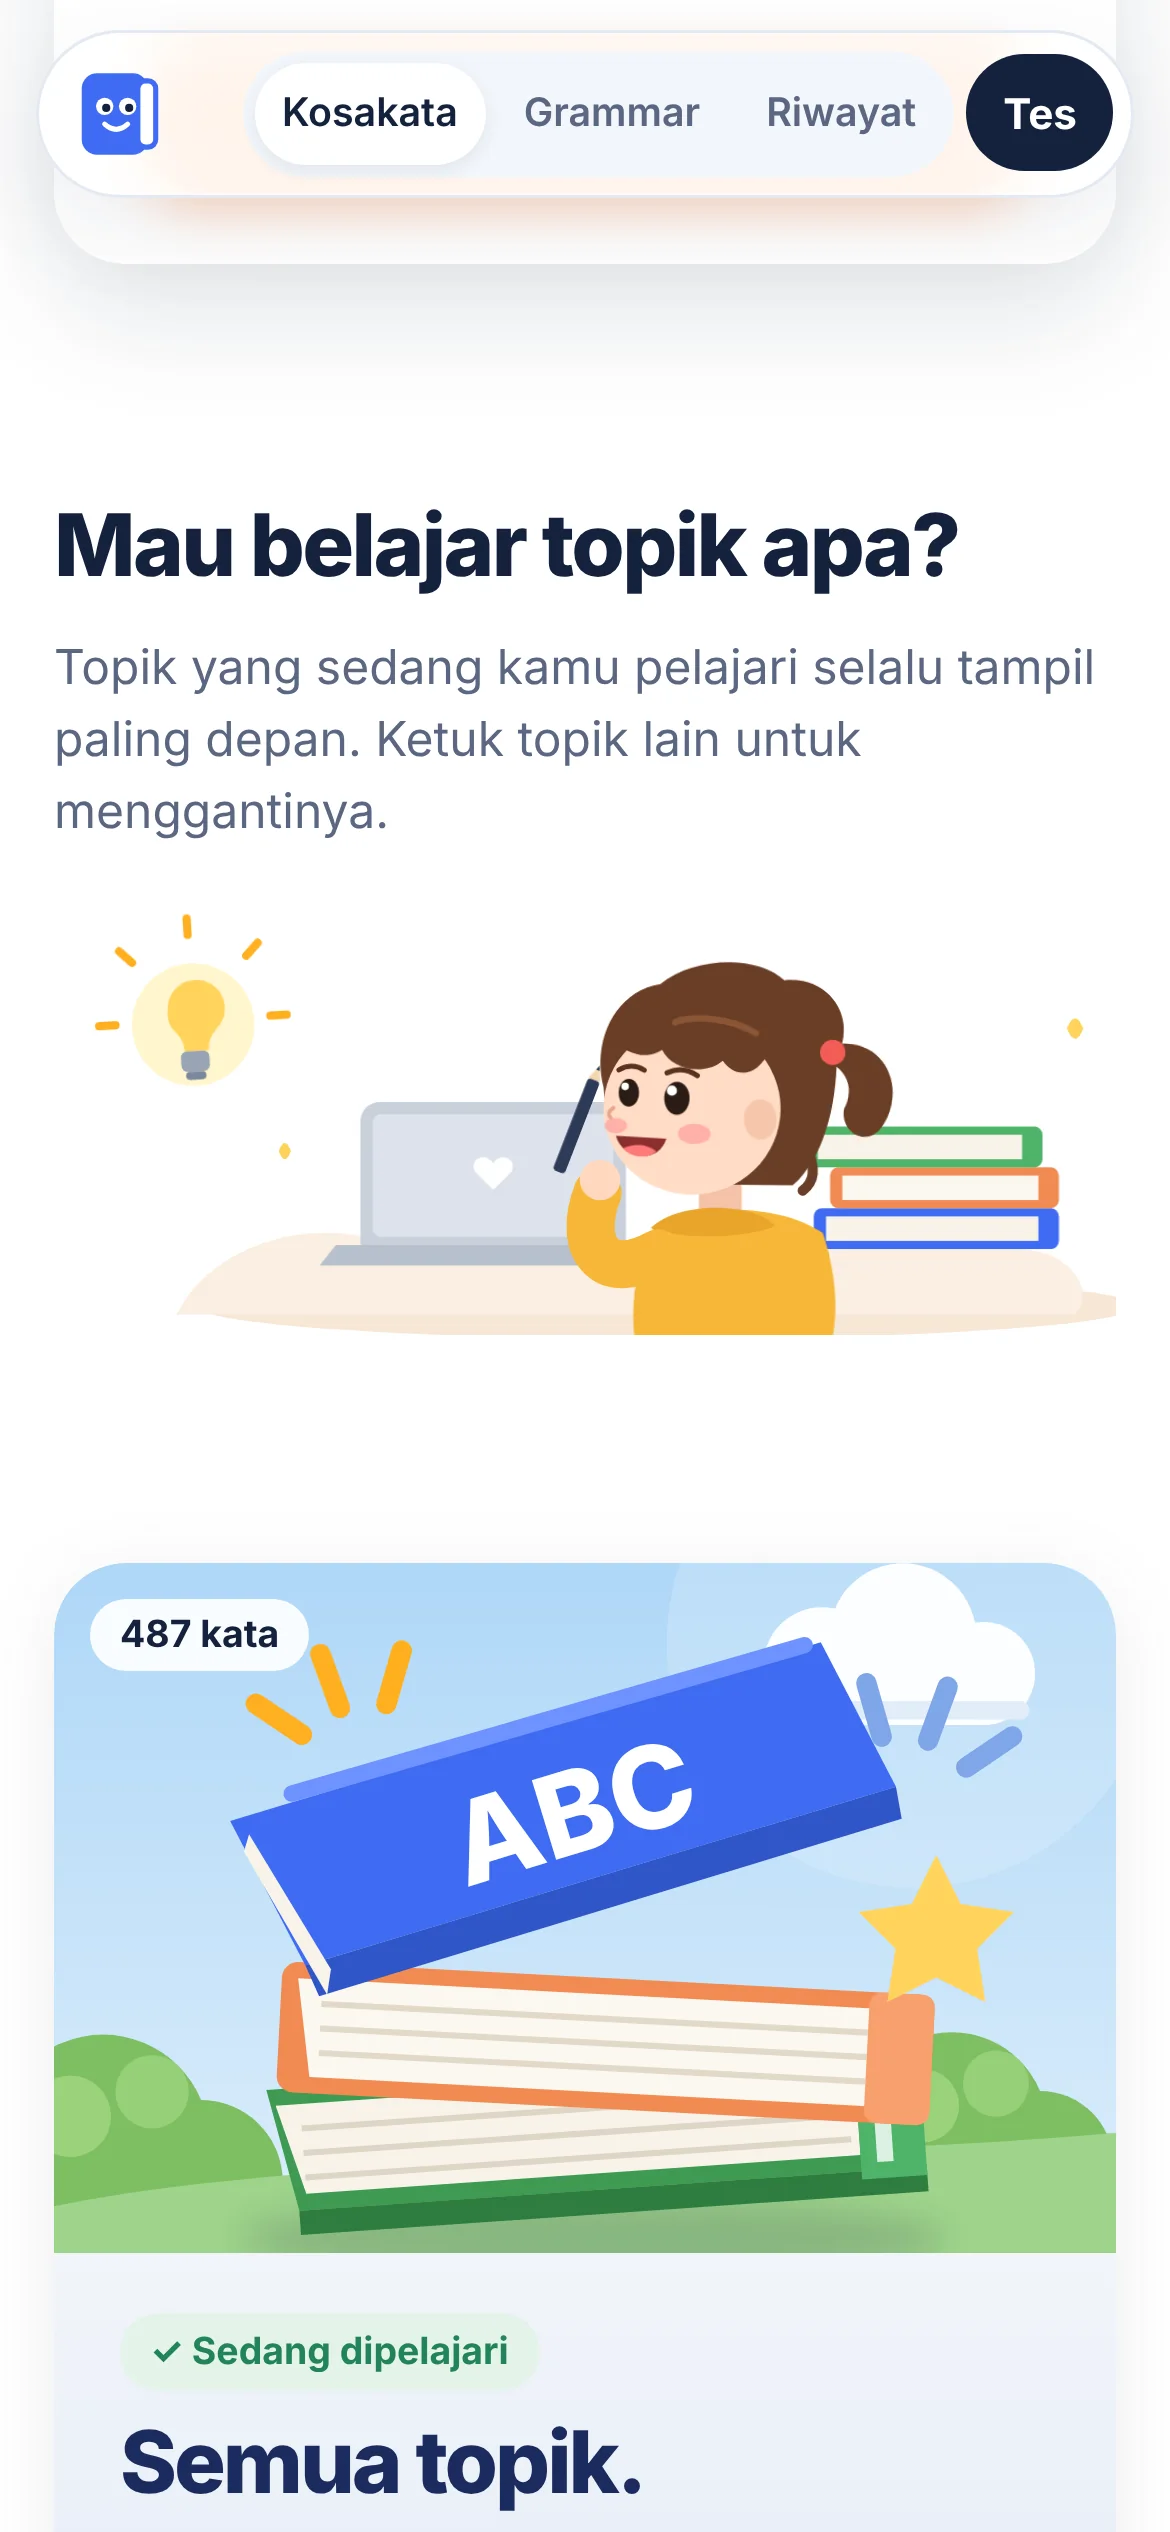 Kosakata
Grammar
Riwayat
Tes
Mau belajar topik apa?
Topik yang sedang kamu pelajari selalu tampil
paling depan. Ketuk topik lain untuk
menggantinya.
487 kata
ABC
✓ Sedang dipelajari
Semua topik.